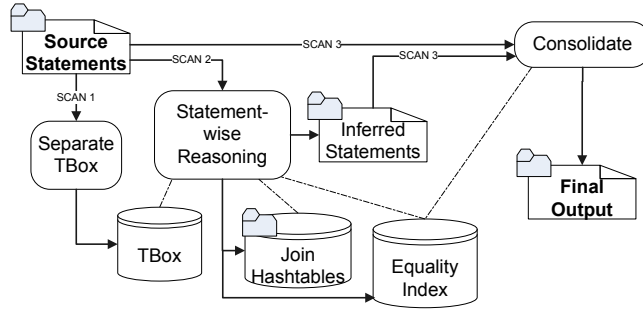 Source
Statements
SCAN 3
Consolidate
SCAN 2
SCAN 3
SCAN 1
Statement-
wise
Reasoning
Inferred
Statements
Separate
TBox
Final
Output
TBox
Join
Hashtables
Equality
Index